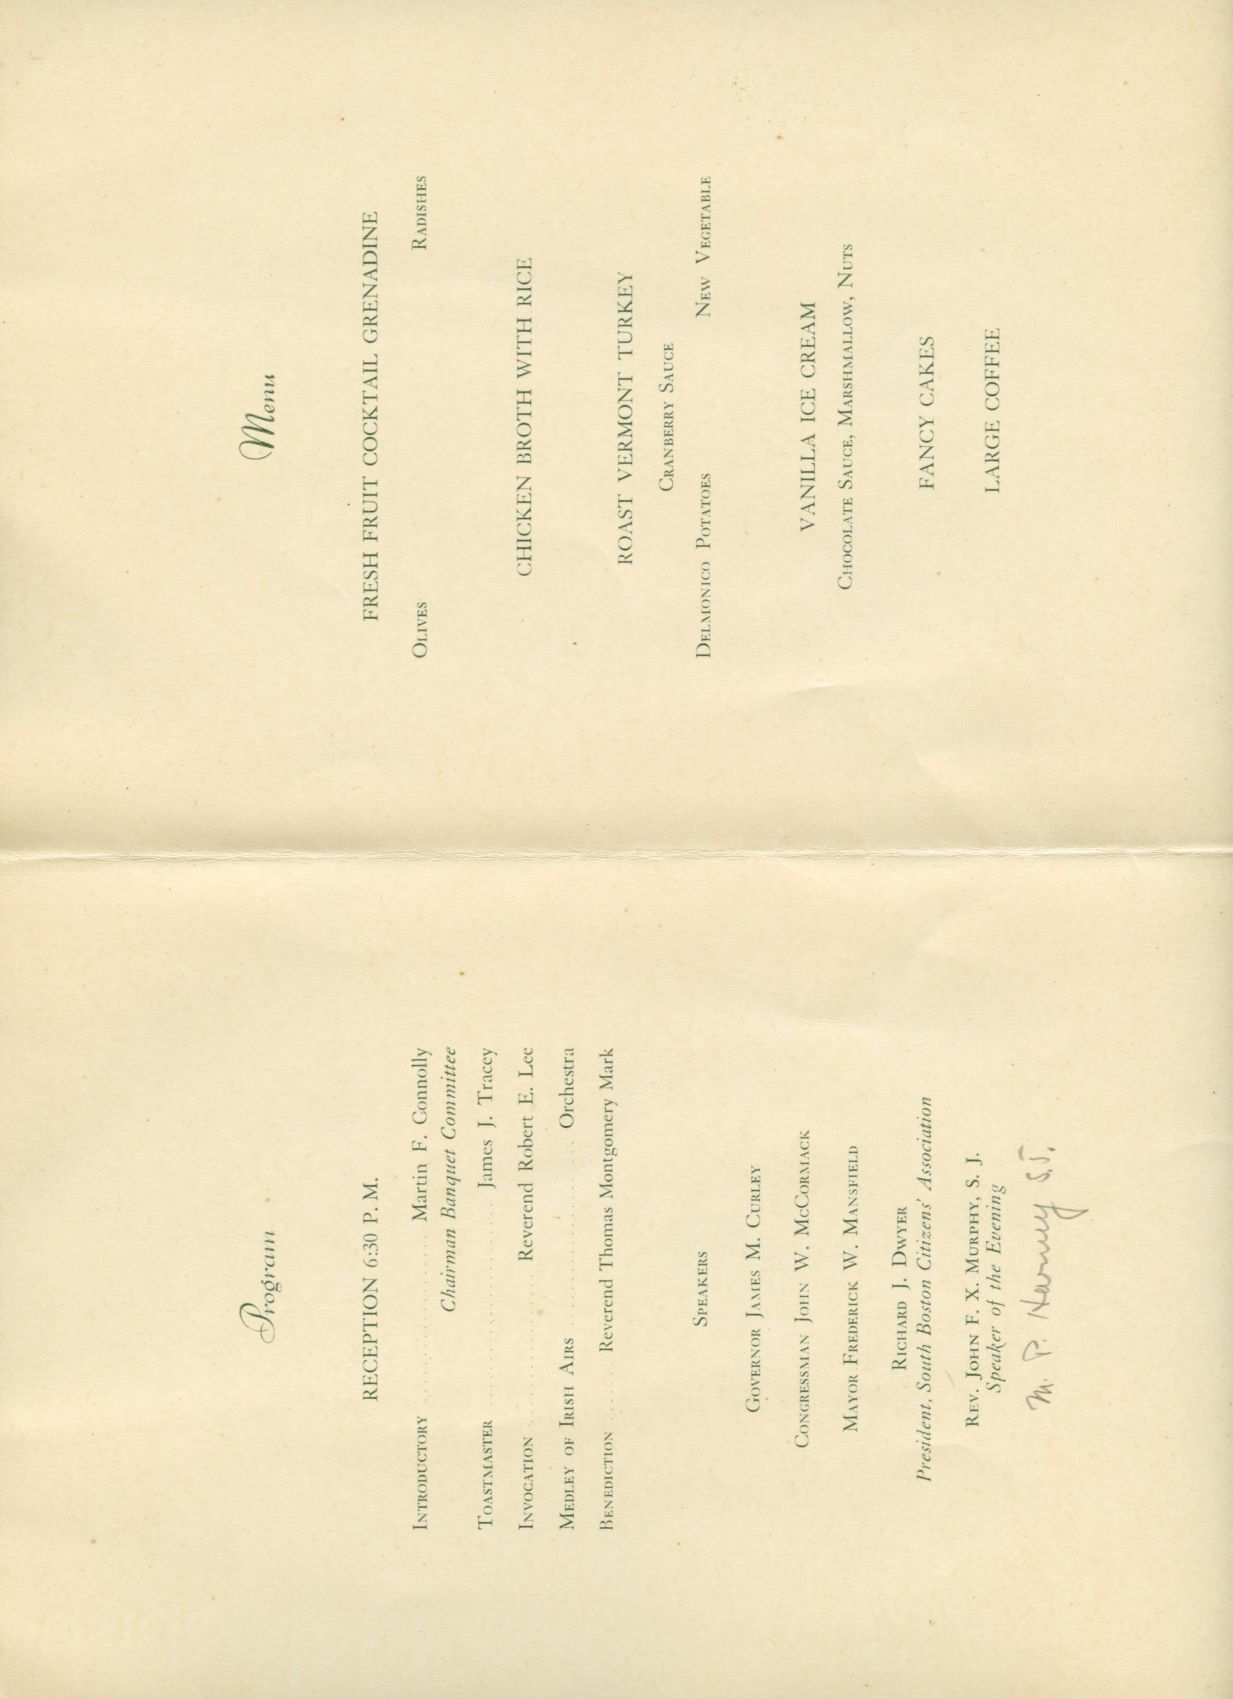 Program
RECEPTION 6:30 P. M.
INTRODUCTORY . . . . . . . . . . . . . . . . . . . Martin F. Connolly
Chairman Banquet Committee
TOASTMASTER . . . . . . . . . . . . . . . . . . . . . . James J. Tracey
INVOCATION . . . . . . . . . . . . . . . . Reverend Robert E. Lee
MEDLEY OF IRISH AIRS . . . . . . . . . . . . . . . . . . . Orchestra
BENEDICTION . . . . . . Reverend Thomas Montgomery Mark
SPEAKERS
GOVERNOR JAMES M. CURLEY
CONGRESSMAN JOHN W. MCCORMACK
MAYOR FREDERICK W. MANSFIELD
RICHARD J. DWYER
President, South Boston Citizens' Association
REV. JOHN F. X. MURPHY, S. J.
Speaker of the Evening
M. P. Harney S.J.
Menu
FRESH FRUIT COCKTAIL GRENADINE
OLIVES RADISHES
CHICKEN BROTH WITH RICE
ROAST VERMONT TURKEY
CRANBERRY SAUCE
DELMONICO POTATOES NEW VEGETABLE
VANILLA ICE CREAM
CHOCOLATE SAUCE, MARSHMALLOW, NUTS
FANCY CAKES
LARGE COFFEE